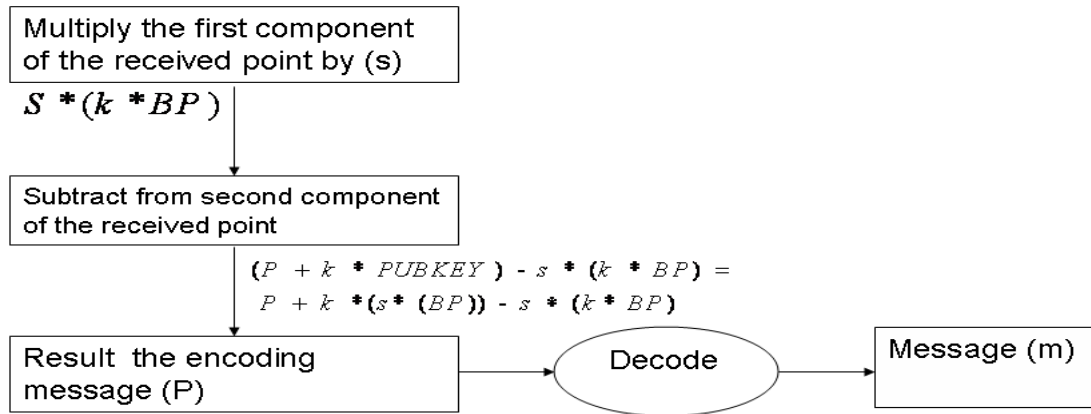 Multiply the first component
of the received point by (s)
S *(k *BP)
Subtract from second component
of the received point
(P + k * PUBKEY ) - s * (k * BP) =
P + k *(s* (BP)) - s * (k* BP)
Result the encoding
message (P)
Decode
Message (m)